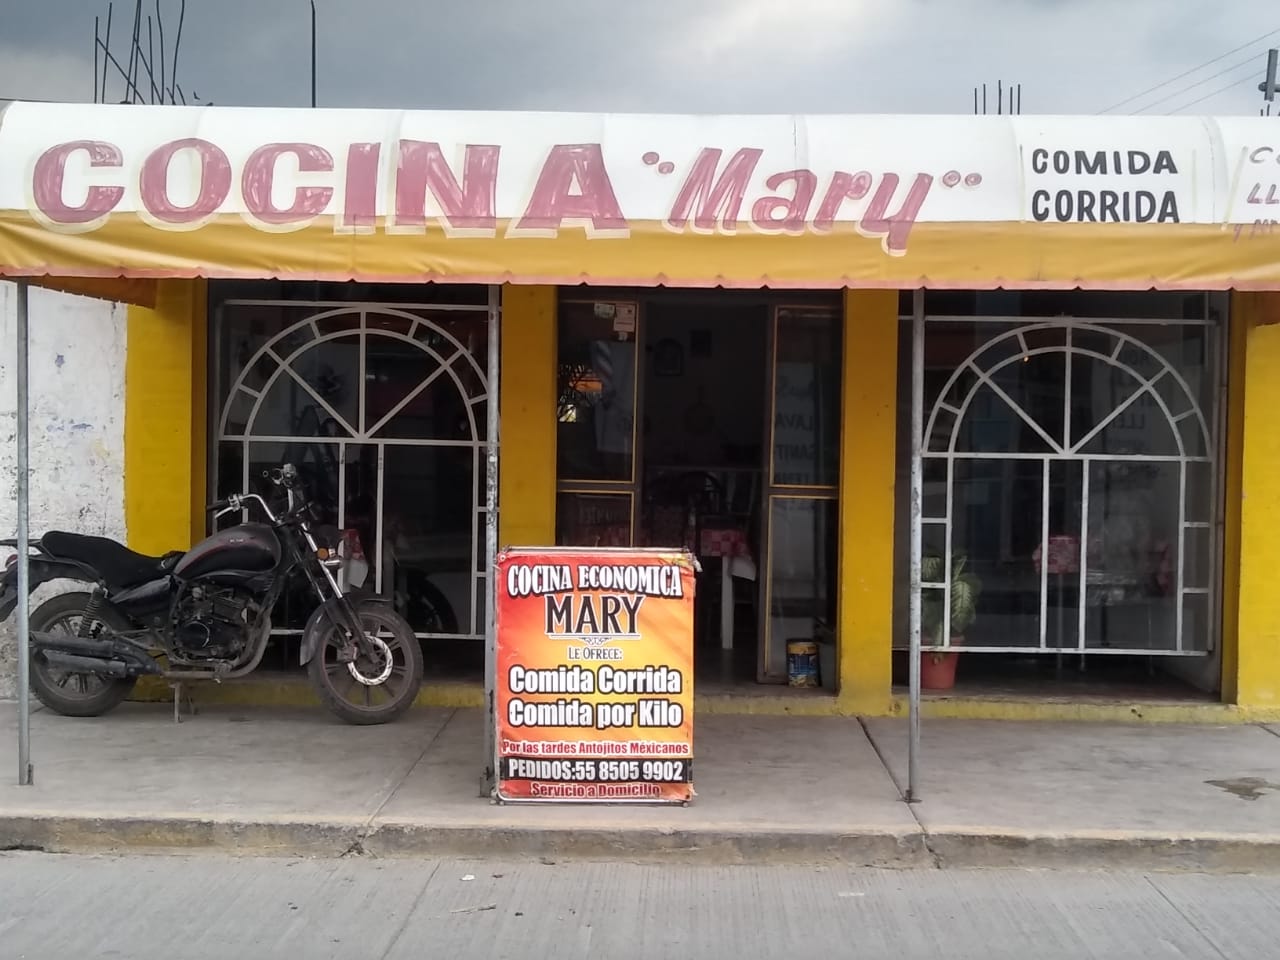 COCINA "Mary"
COMIDA
CORRIDA
COCINA ECONOMICA
MARY
LE OFRECE:
Comida Corrida
Comida por Kilo
Por las tardes Antojitos Méxicanos
PEDIDOS:55 8505 9902
Servicio a Domicilio